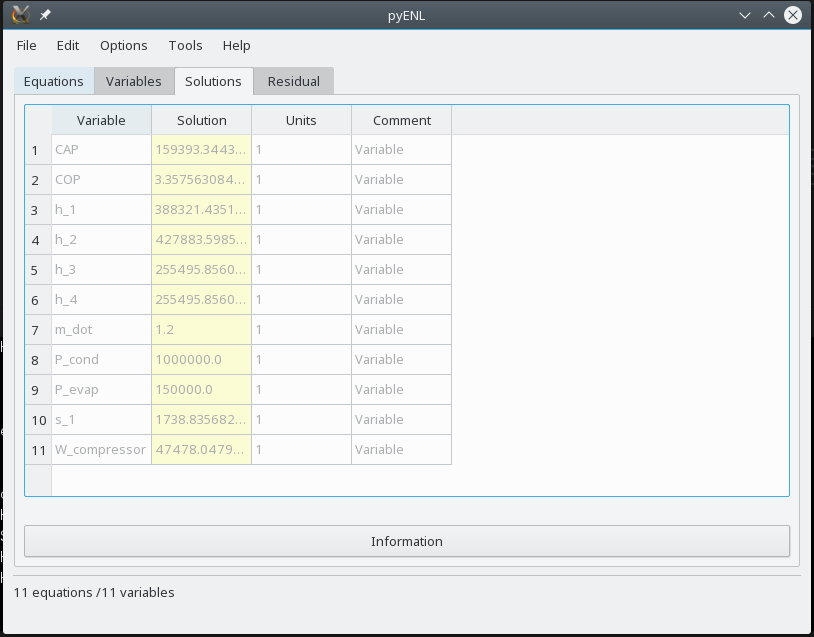 pyENL
File Edit Options Tools Help
Equations Variables Solutions Residual
Variable Solution Units Comment
1 CAP 159393.3443... 1 Variable
2 COP 3.357563084... 1 Variable
3 h_1 388321.4351... 1 Variable
4 h_2 427883.5985... 1 Variable
5 h_3 255495.8560... 1 Variable
6 h_4 255495.8560... 1 Variable
7 m_dot 1.2 1 Variable
8 P_cond 1000000.0 1 Variable
9 P_evap 150000.0 1 Variable
10 s_1 1738.835682... 1 Variable
11 W_compressor 47478.0479... 1 Variable
Information
11 equations /11 variables